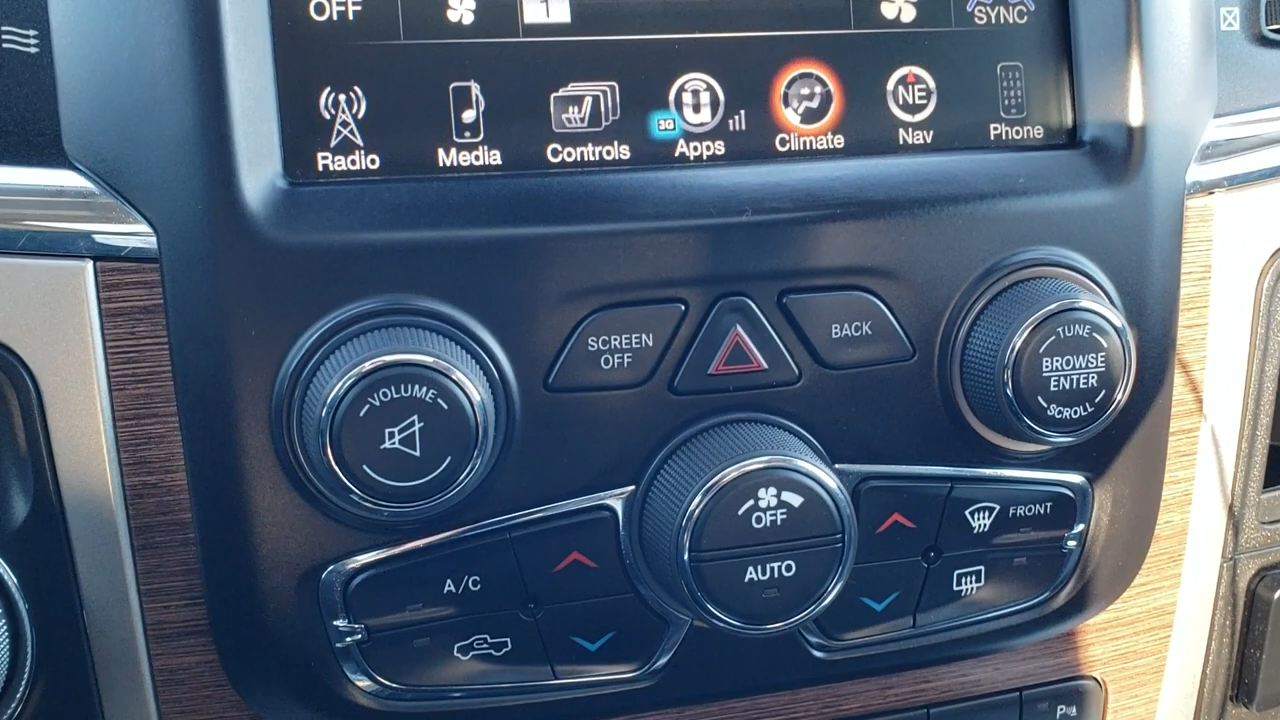 OFF
1
SYNC
NE
3G
Radio
Media
Controls
Apps
Climate
Nav
Phone
SCREEN
OFF
BACK
TUNE
BROWSE
ENTER
SCROLL
VOLUME
OFF
AUTO
A/C
FRONT
P